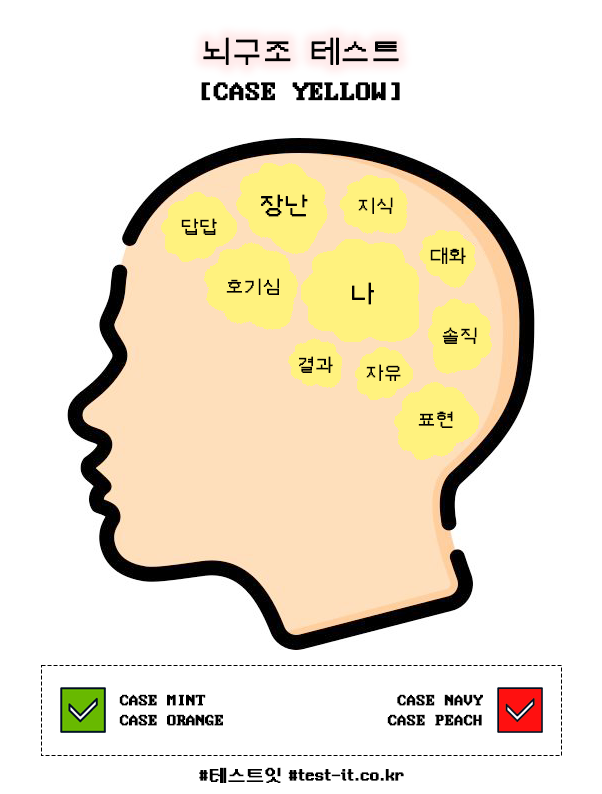 뇌구조 테스트
[CASE YELLOW]
장난
지식
답답
대화
호기심
나
솔직
결과
자유
표현
CASE MINT
CASE ORANGE
CASE NAVY
CASE PEACH
#테스트잇 #test-it.co.kr